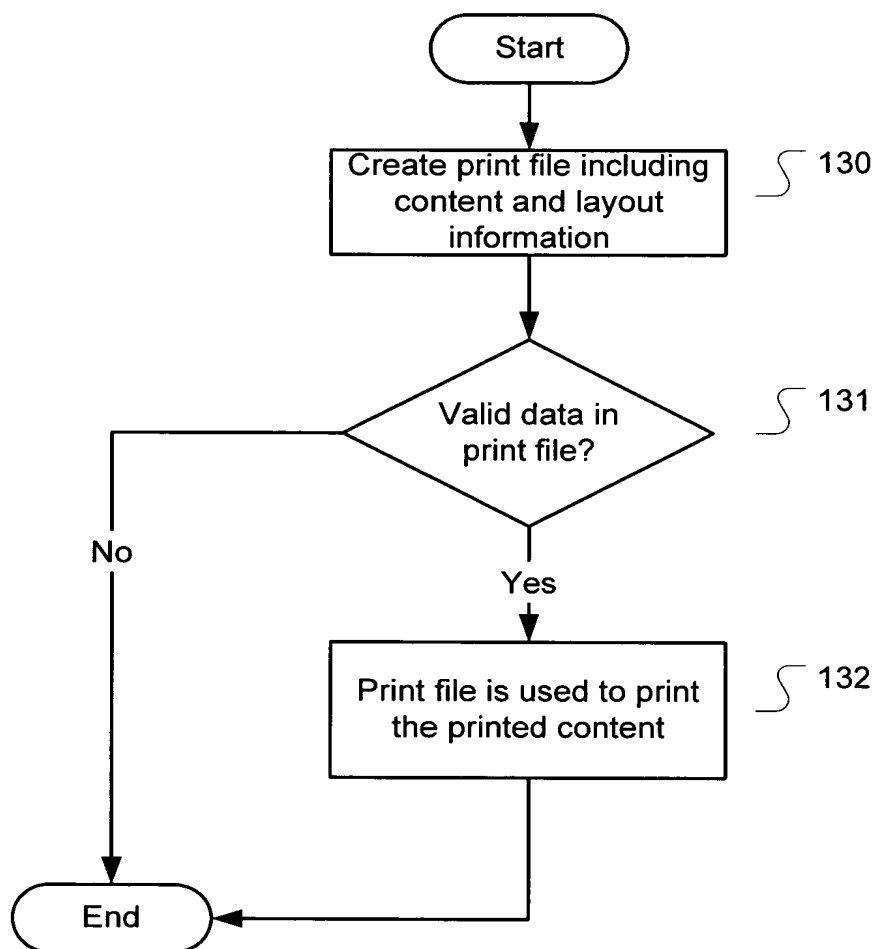 Start
Create print file including
content and layout
information
130
Valid data in
print file?
131
No
Yes
Print file is used to print
the printed content
132
End